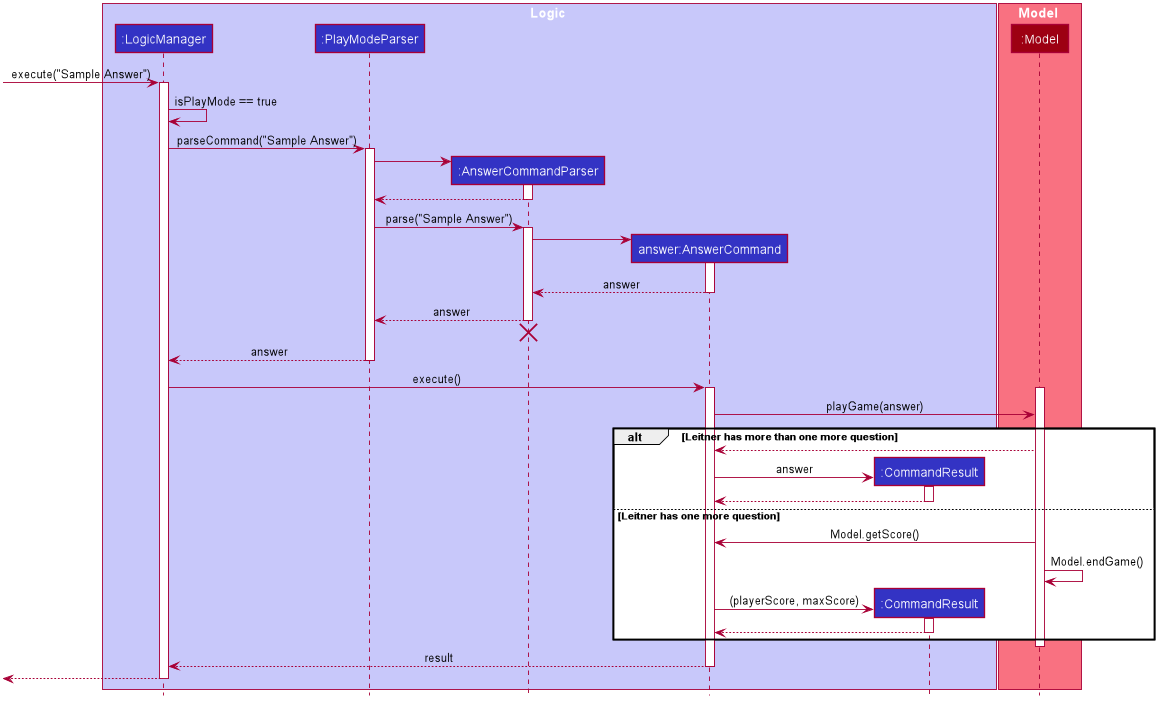 Logic
Model
:LogicManager
:PlayModeParser
:Model
execute("Sample Answer")
isPlayMode == true
parseCommand("Sample Answer")
:AnswerCommandParser
parse("Sample Answer")
answer:AnswerCommand
answer
answer
answer
execute()
playGame(answer)
alt
[Leitner has more than one more question]
answer
:CommandResult
[Leitner has one more question]
Model.getScore()
Model.endGame()
(playerScore, maxScore)
:CommandResult
result